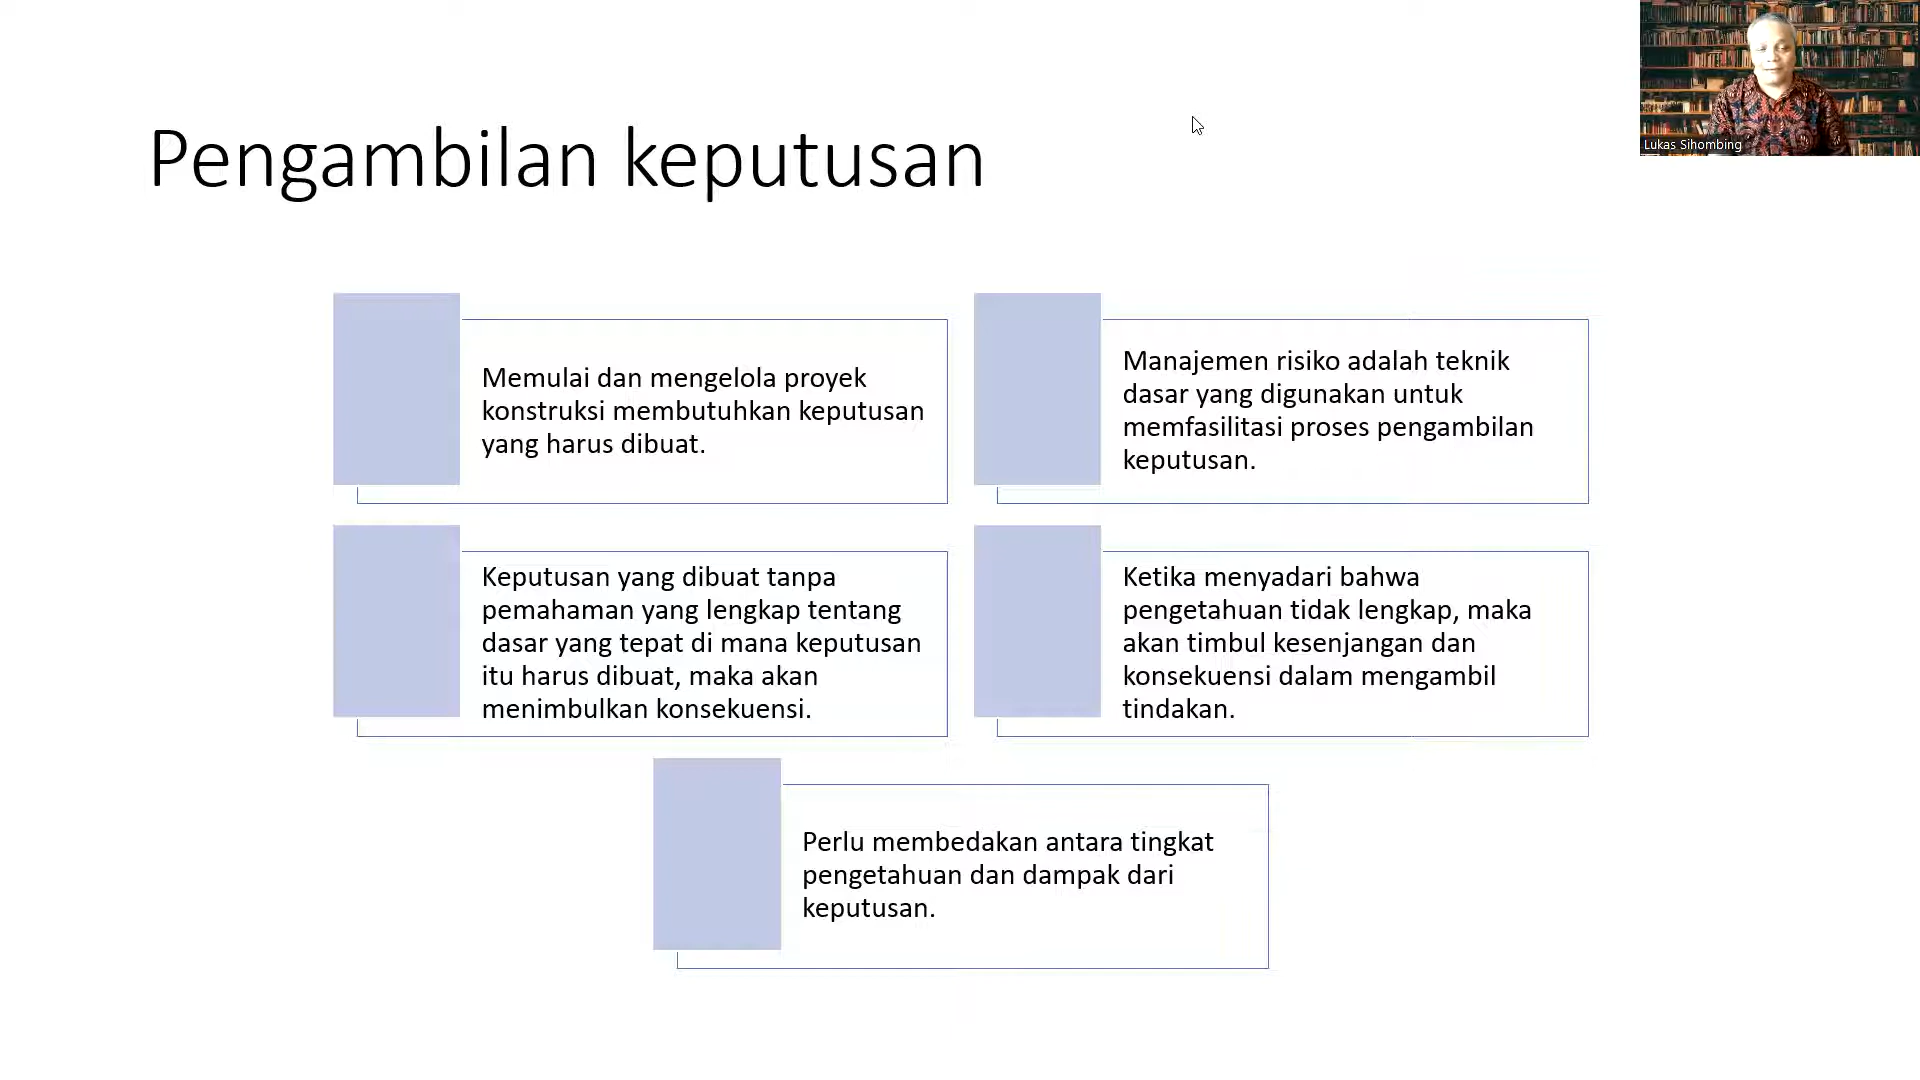 Pengambilan keputusan
Lukas Sihombing
Memulai dan mengelola proyek
konstruksi membutuhkan keputusan
yang harus dibuat.
Manajemen risiko adalah teknik
dasar yang digunakan untuk
memfasilitasi proses pengambilan
keputusan.
Keputusan yang dibuat tanpa
pemahaman yang lengkap tentang
dasar yang tepat di mana keputusan
itu harus dibuat, maka akan
menimbulkan konsekuensi.
Ketika menyadari bahwa
pengetahuan tidak lengkap, maka
akan timbul kesenjangan dan
konsekuensi dalam mengambil
tindakan.
Perlu membedakan antara tingkat
pengetahuan dan dampak dari
keputusan.